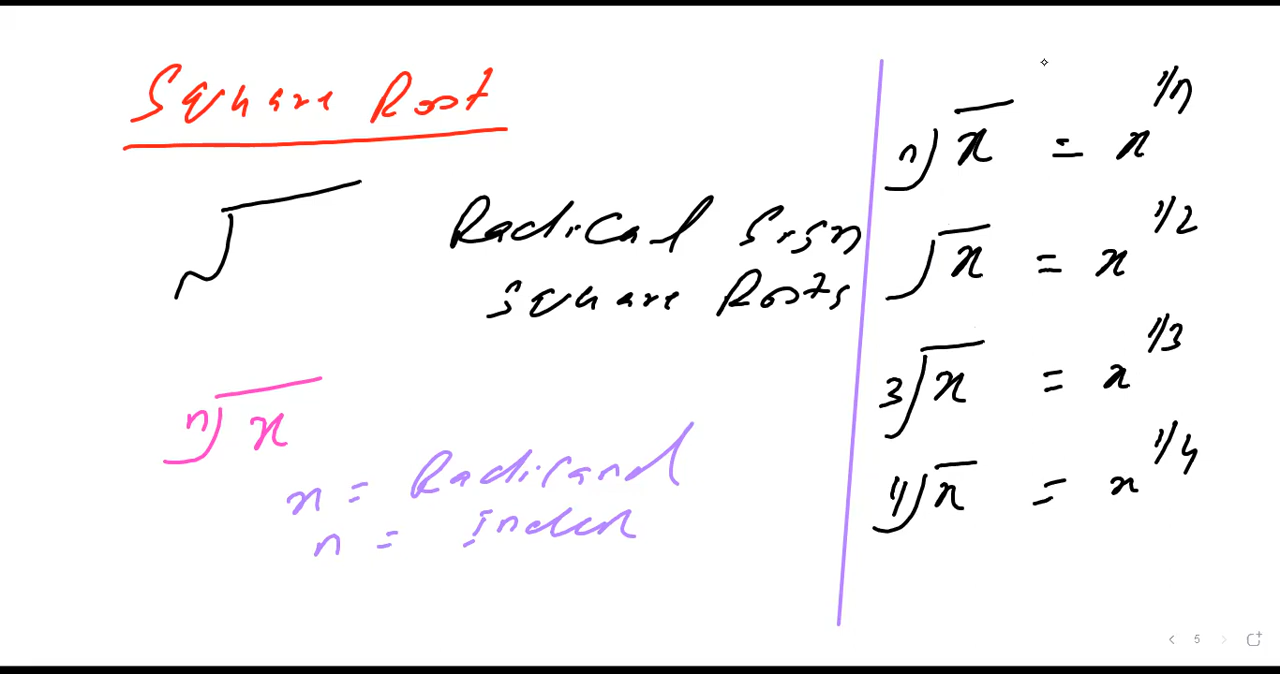 Square Root
√ Radical Sign
Square Roots
ⁿ√x
x = Radicand
n = index
ⁿ√x = x^1/n
√x = x^1/2
³√x = x^1/3
⁴√x = x^1/4
5